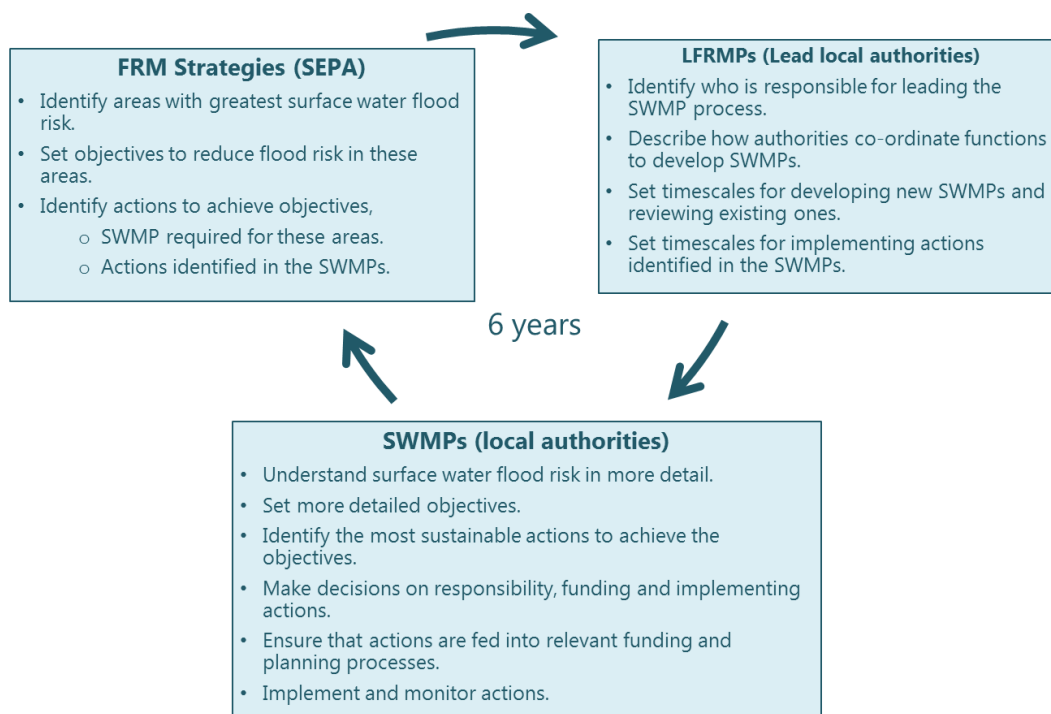 FRM Strategies (SEPA)
• Identify areas with greatest surface water flood
risk.
• Set objectives to reduce flood risk in these
areas.
• Identify actions to achieve objectives,
o SWMP required for these areas.
o Actions identified in the SWMPs.
LFRMPs (Lead local authorities)
• Identify who is responsible for leading the
SWMP process.
• Describe how authorities co-ordinate functions
to develop SWMPs.
• Set timescales for developing new SWMPs and
reviewing existing ones.
• Set timescales for implementing actions
identified in the SWMPs.
6 years
SWMPs (local authorities)
• Understand surface water flood risk in more detail.
• Set more detailed objectives.
• Identify the most sustainable actions to achieve the
objectives.
• Make decisions on responsibility, funding and implementing
actions.
• Ensure that actions are fed into relevant funding and
planning processes.
• Implement and monitor actions.